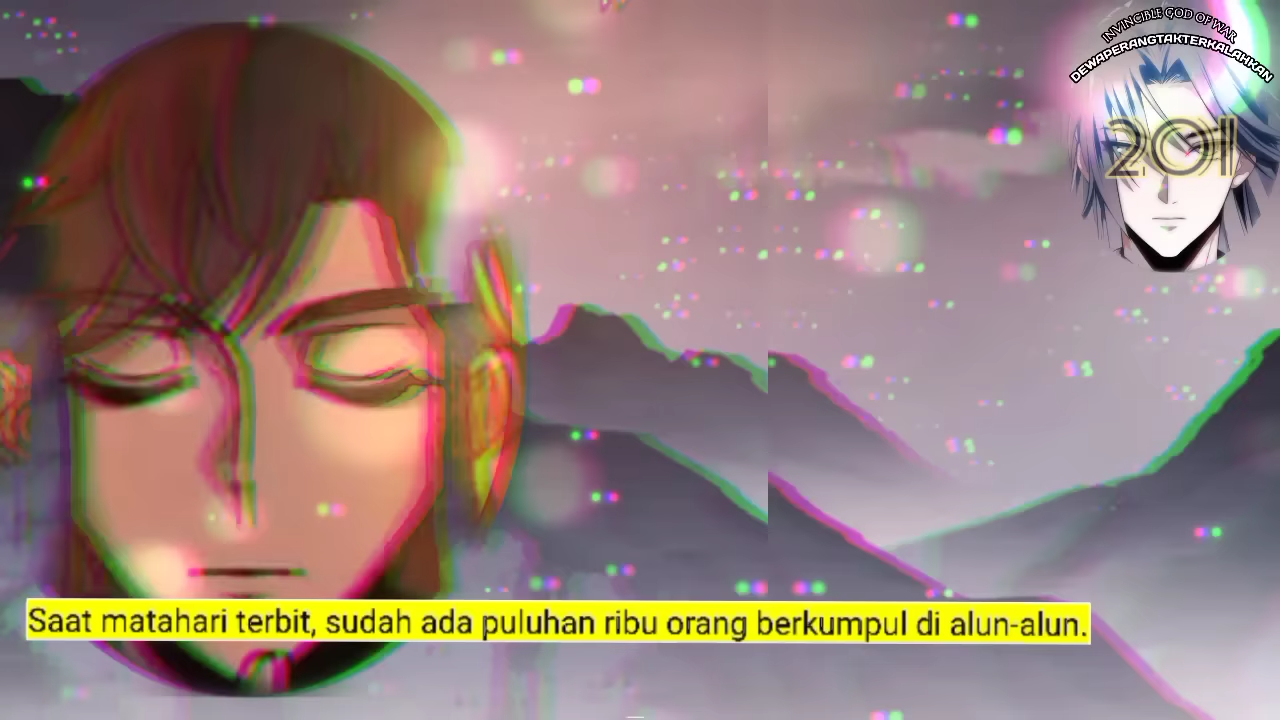 INVINCIBLE GOD OF WAR
DEWAPERANGTAKTERKALAHKAN
201
Saat matahari terbit, sudah ada puluhan ribu orang berkumpul di alun-alun.